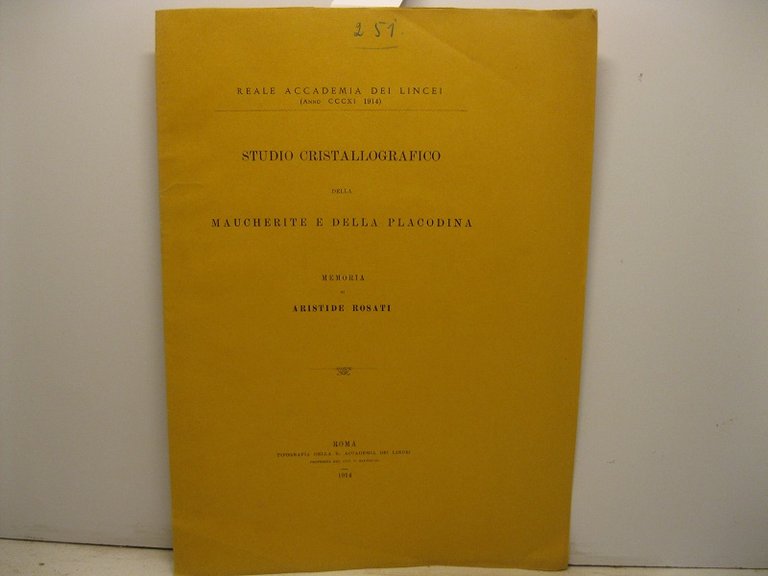 251.
REALE ACCADEMIA DEI LINCEI
(ANNO CCCXI 1914)
STUDIO CRISTALLOGRAFICO
DELLA
MAUCHERITE E DELLA PLACODINA
MEMORIA
DI
ARISTIDE ROSATI
ROMA
TIPOGRAFIA DELLA R. ACCADEMIA DEI LINCEI
1914